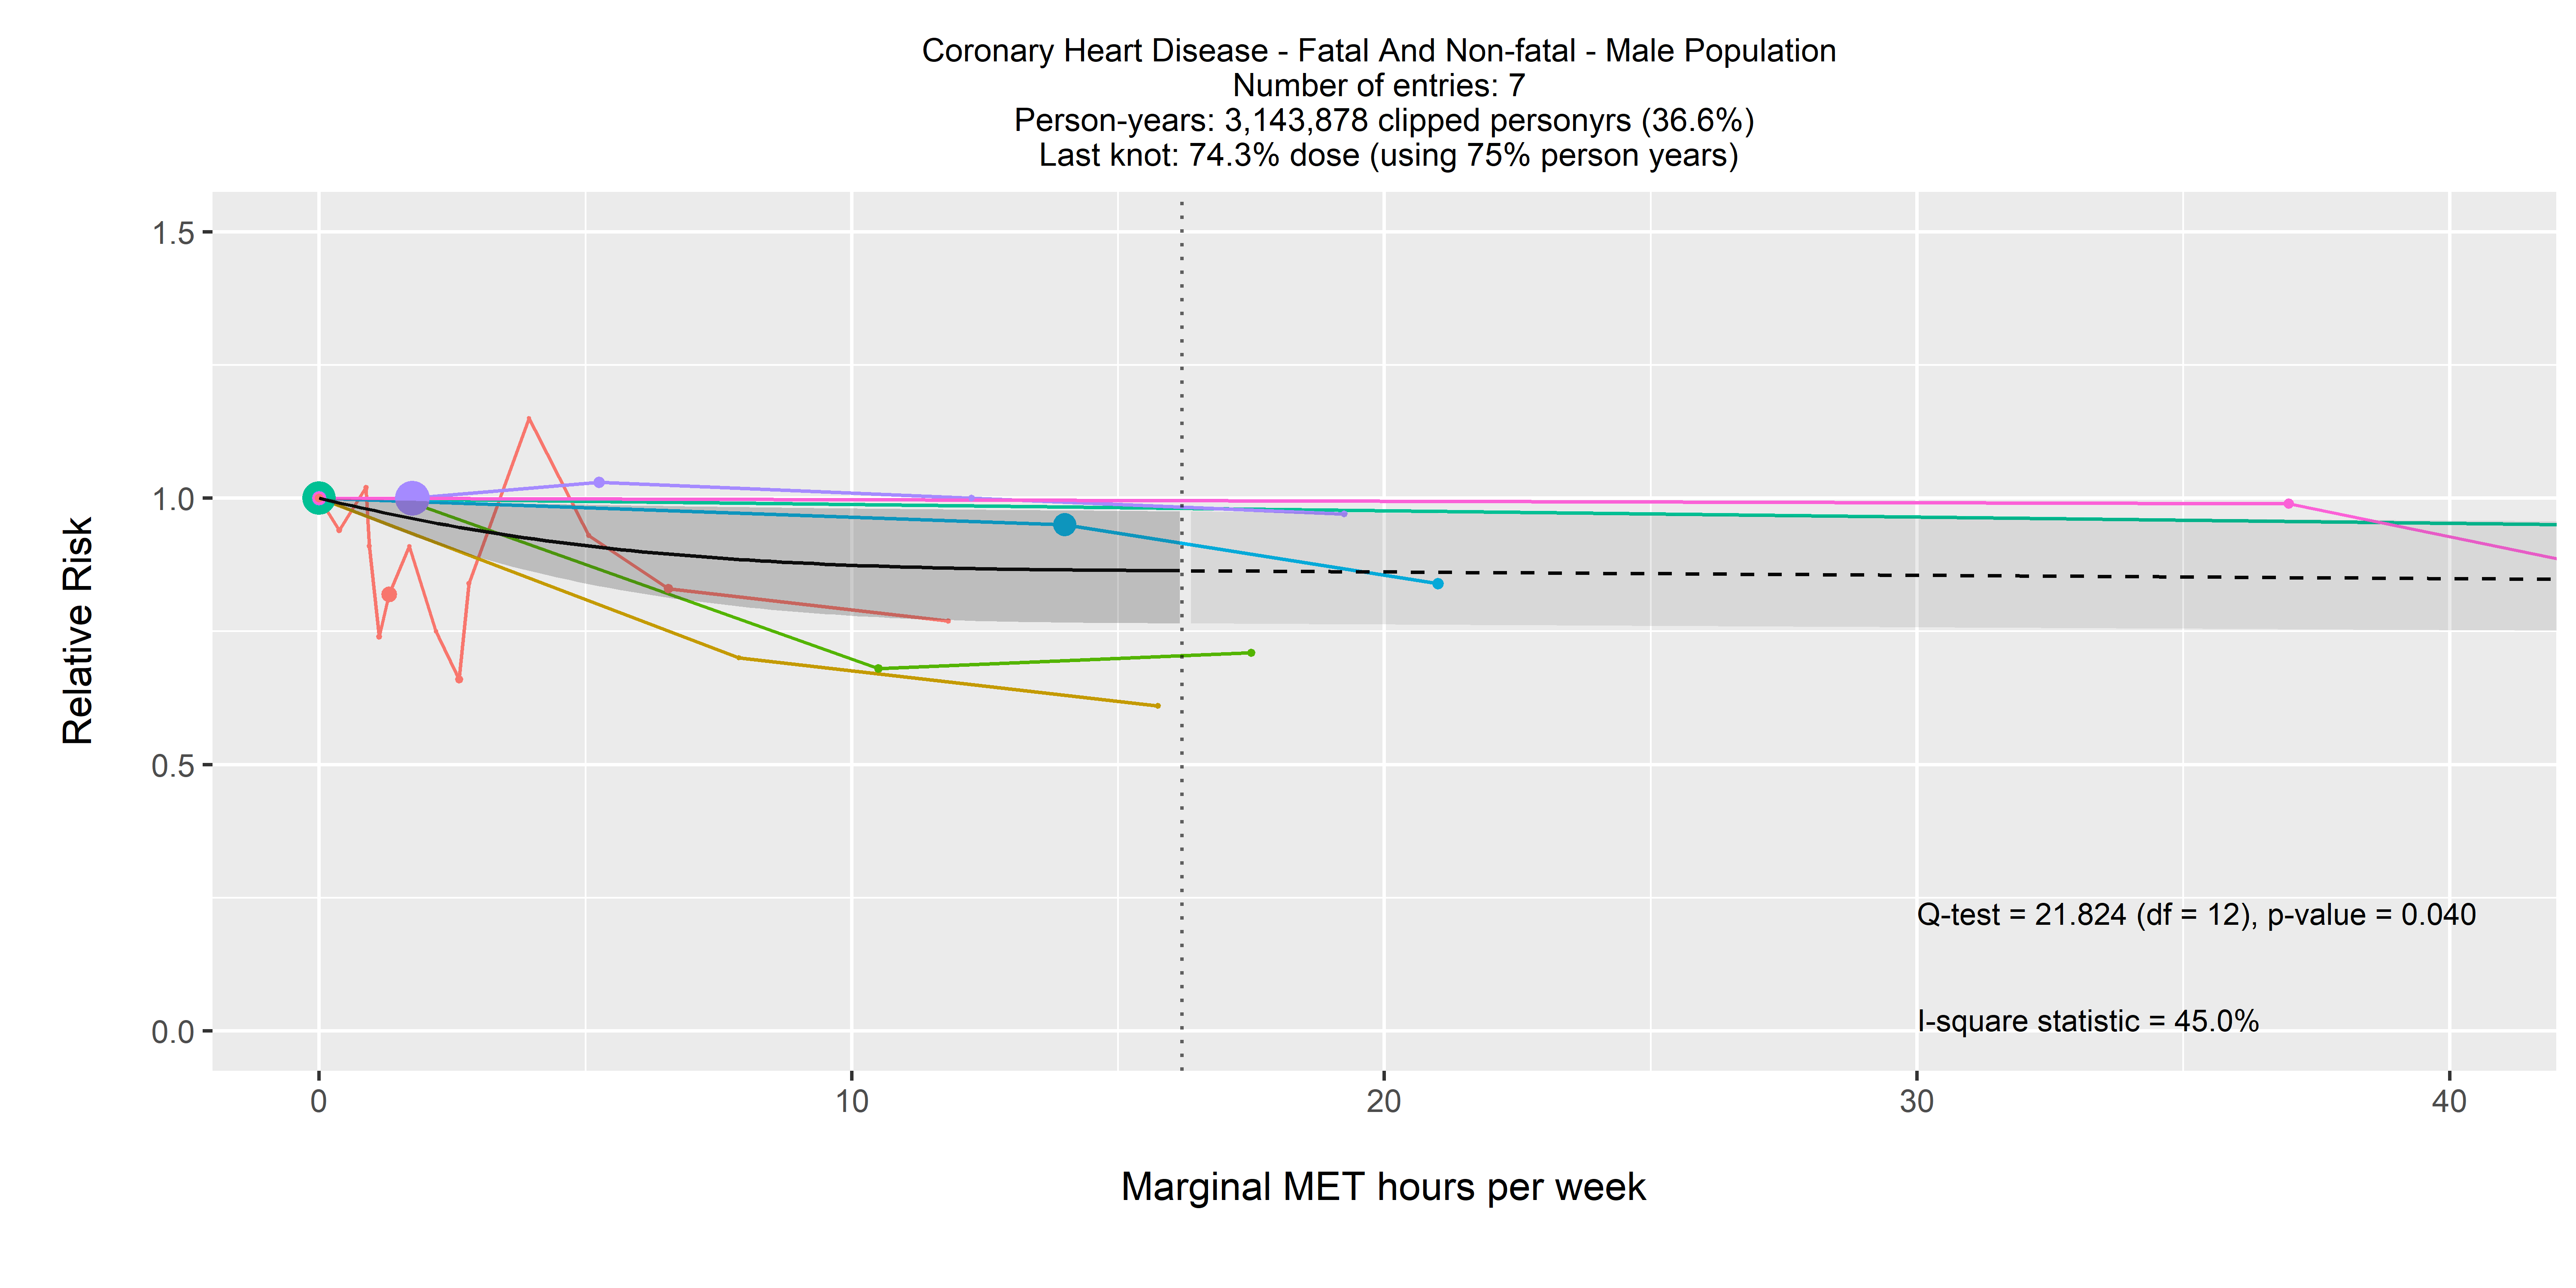 Coronary Heart Disease - Fatal And Non-fatal - Male Population
Number of entries: 7
Person-years: 3,143,878 clipped personyrs (36.6%)
Last knot: 74.3% dose (using 75% person years)
1.5
1.0
0.5
0.0
Relative Risk
Q-test = 21.824 (df = 12), p-value = 0.040
I-square statistic = 45.0%
0 10 20 30 40
Marginal MET hours per week